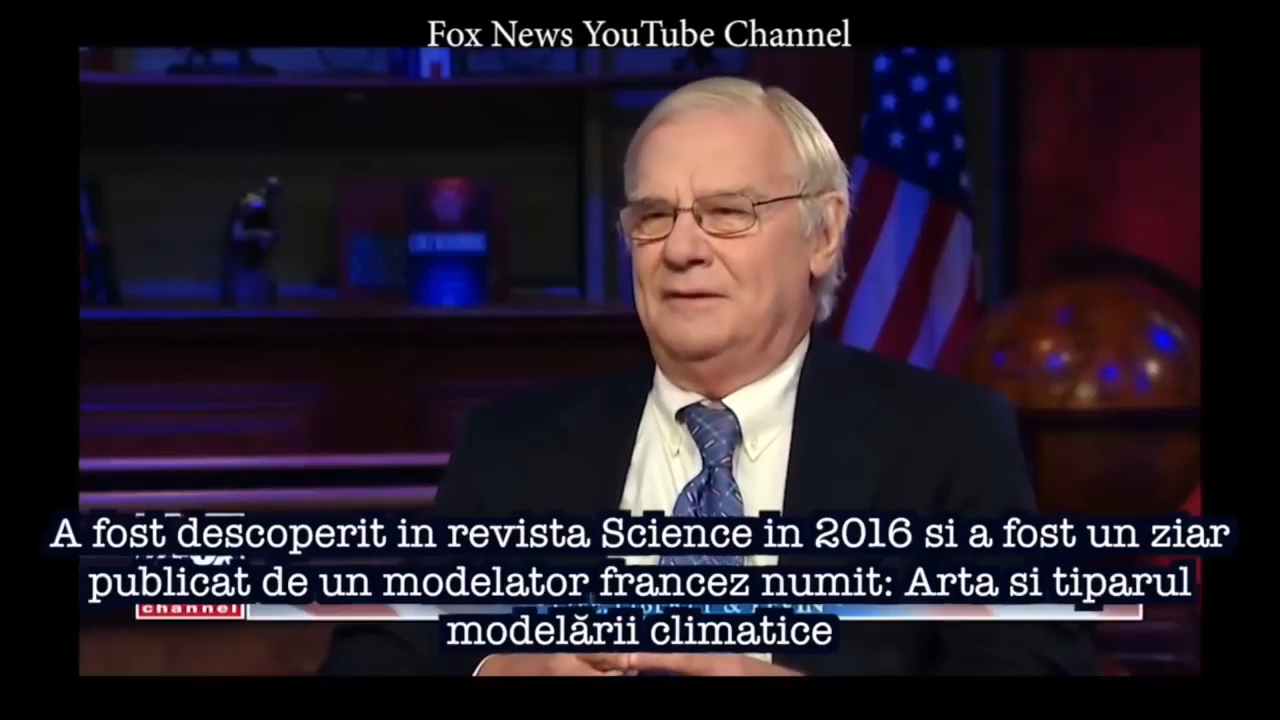 Fox News YouTube Channel
A fost descoperit in revista Science in 2016 si a fost un ziar
publicat de un modelator francez numit: Arta si tiparul
modelării climatice
channel